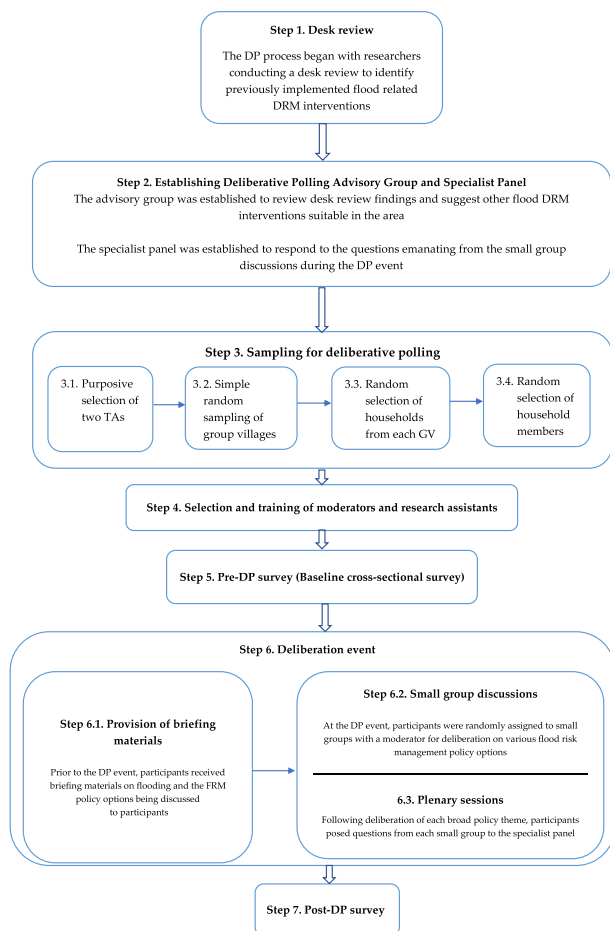 Step 1. Desk review
The DP process began with researchers
conducting a desk review to identify
previously implemented flood related
DRM interventions
Step 2. Establishing Deliberative Polling Advisory Group and Specialist Panel
The advisory group was established to review desk review findings and suggest other flood DRM
interventions suitable in the area
The specialist panel was established to respond to the questions emanating from the small group
discussions during the DP event
Step 3. Sampling for deliberative polling
3.1. Purposive
selection of
two TAs
3.2. Simple
random
sampling of
group villages
3.3. Random
selection of
households
from each GV
3.4. Random
selection of
household
members
Step 4. Selection and training of moderators and research assistants
Step 5. Pre-DP survey (Baseline cross-sectional survey)
Step 6. Deliberation event
Step 6.1. Provision of briefing
materials
Prior to the DP event, participants received
briefing materials on flooding and the FRM
policy options being discussed
to participants
Step 6.2. Small group discussions
At the DP event, participants were randomly assigned to small
groups with a moderator for deliberation on various flood risk
management policy options
6.3. Plenary sessions
Following deliberation of each broad policy theme, participants
posed questions from each small group to the specialist panel
Step 7. Post-DP survey